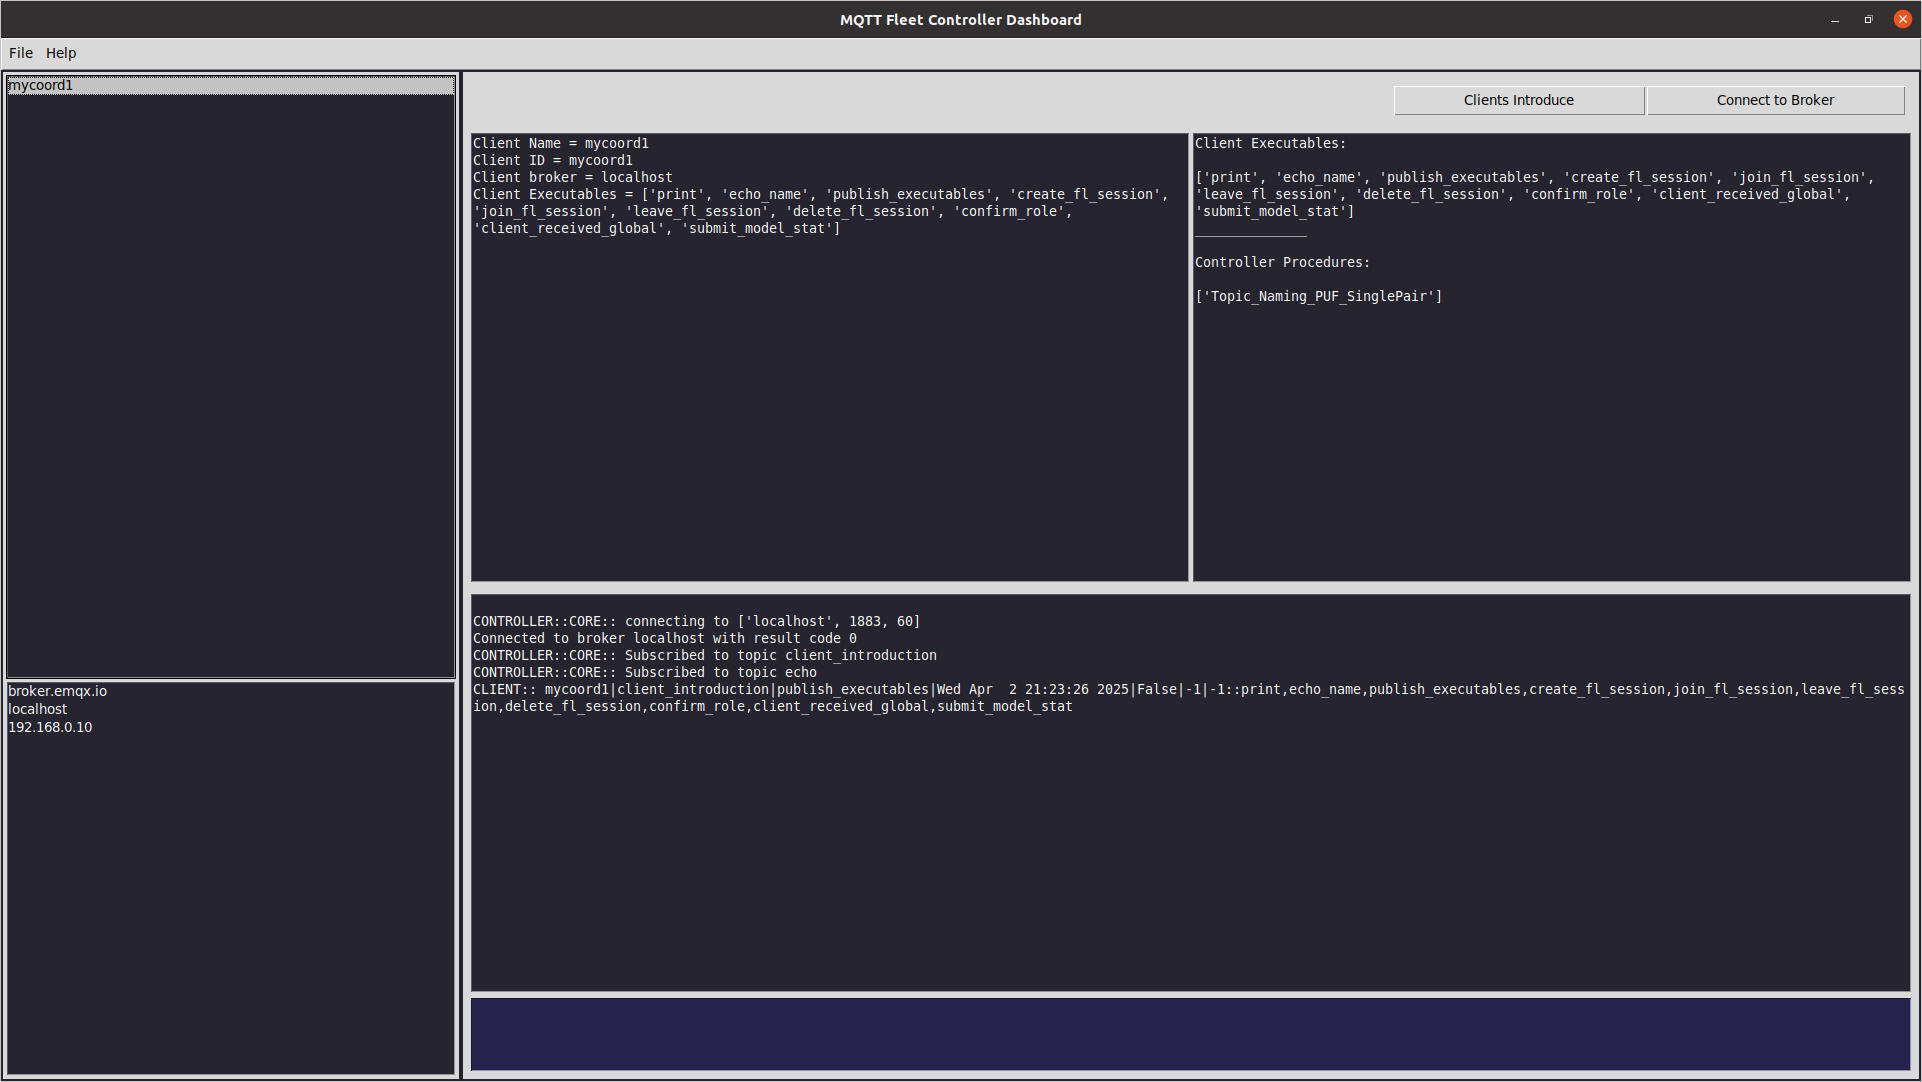 MQTT Fleet Controller Dashboard
File Help
mycoord1
Clients Introduce
Connect to Broker
Client Name = mycoord1
Client ID = mycoord1
Client broker = localhost
Client Executables = ['print', 'echo_name', 'publish_executables', 'create_fl_session',
'join_fl_session', 'leave_fl_session', 'delete_fl_session', 'confirm_role',
'client_received_global', 'submit_model_stat']
Client Executables:
['print', 'echo_name', 'publish_executables', 'create_fl_session', 'join_fl_session',
'leave_fl_session', 'delete_fl_session', 'confirm_role', 'client_received_global',
'submit_model_stat']
______________
Controller Procedures:
['Topic_Naming_PUF_SinglePair']
CONTROLLER::CORE:: connecting to ['localhost', 1883, 60]
Connected to broker localhost with result code 0
CONTROLLER::CORE:: Subscribed to topic client_introduction
CONTROLLER::CORE:: Subscribed to topic echo
CLIENT:: mycoord1|client_introduction|publish_executables|Wed Apr  2 21:23:26 2025|False|-1|-1::print,echo_name,publish_executables,create_fl_session,join_fl_session,leave_fl_sess
ion,delete_fl_session,confirm_role,client_received_global,submit_model_stat
broker.emqx.io
localhost
192.168.0.10